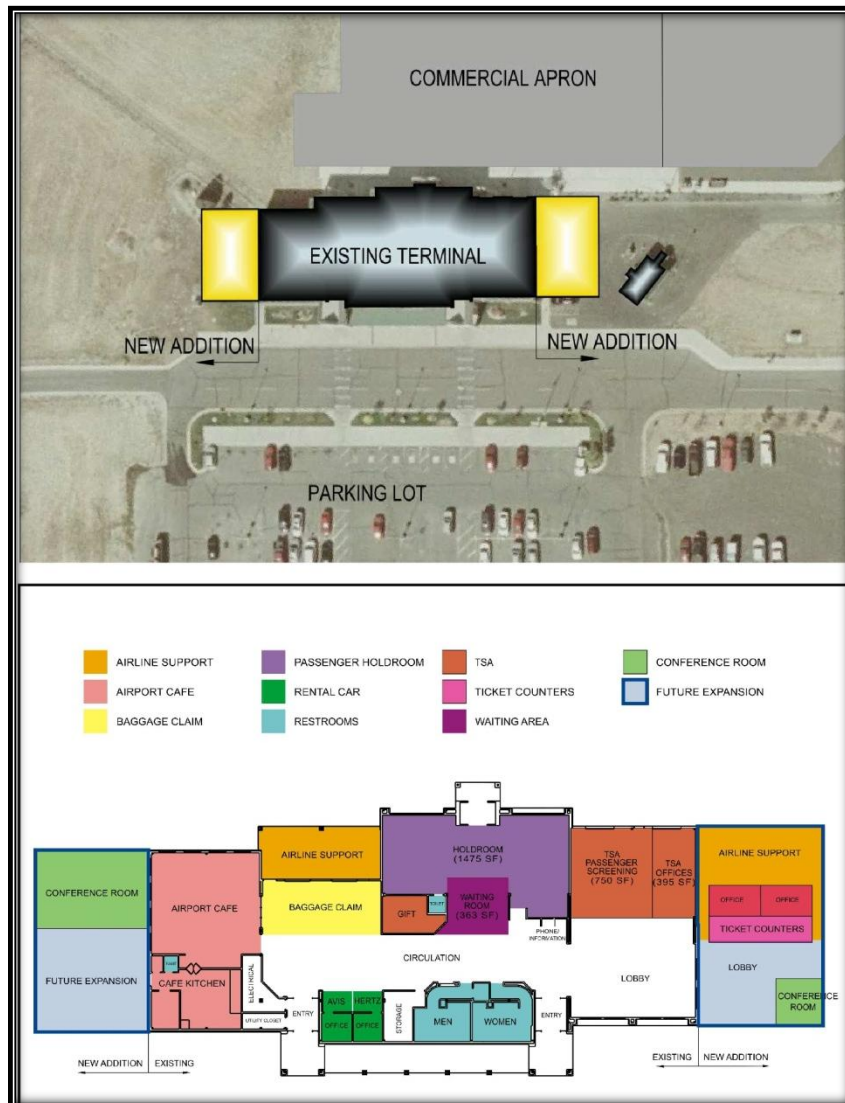 COMMERCIAL APRON
EXISTING TERMINAL
NEW ADDITION
NEW ADDITION
PARKING LOT
AIRLINE SUPPORT
PASSENGER HOLDROOM
TSA
CONFERENCE ROOM
AIRPORT CAFE
RENTAL CAR
TICKET COUNTERS
FUTURE EXPANSION
BAGGAGE CLAIM
RESTROOMS
WAITING AREA
CONFERENCE ROOM
FUTURE EXPANSION
AIRPORT CAFE
TOILET
CAFE KITCHEN
ELECTRICAL
UTILITY CLOSET
AIRLINE SUPPORT
BAGGAGE CLAIM
HOLDROOM
(1475 SF)
GIFT
TOILET
WAITING
ROOM
(363 SF)
PHONE/
INFORMATION
CIRCULATION
ENTRY
AVIS
HERTZ
OFFICE
OFFICE
STORAGE
MEN
WOMEN
ENTRY
TSA
PASSENGER
SCREENING
(750 SF)
TSA
OFFICES
(395 SF)
LOBBY
AIRLINE SUPPORT
OFFICE
OFFICE
TICKET COUNTERS
LOBBY
CONFERENCE
ROOM
NEW ADDITION
EXISTING
EXISTING
NEW ADDITION